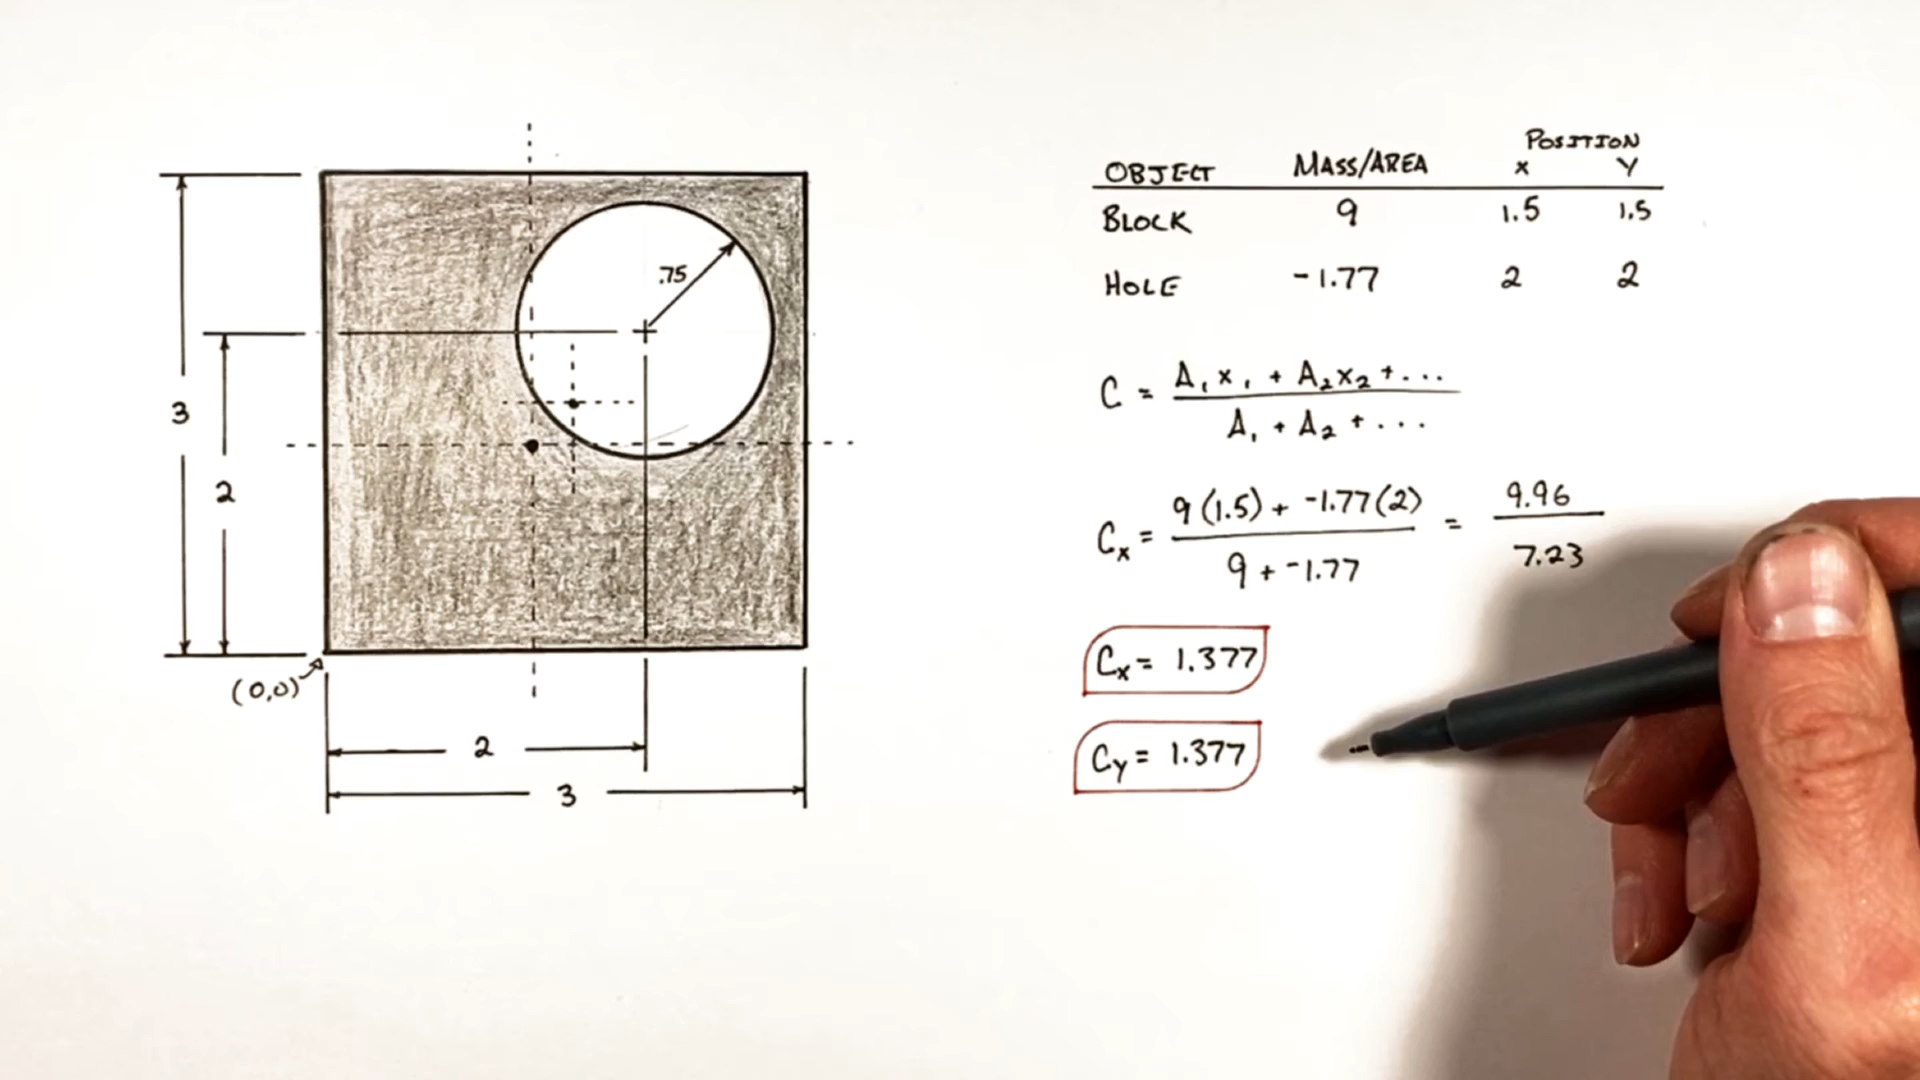 3
2
.75
(0,0)
2
3
POSITION
OBJECT MASS/AREA X Y
BLOCK 9 1.5 1.5
HOLE -1.77 2 2
C = A₁x₁ + A₂x₂ + ...
A₁ + A₂ + ...
Cx = 9(1.5) + -1.77(2) = 9.96
9 + -1.77 7.23
Cx = 1.377
Cy = 1.377